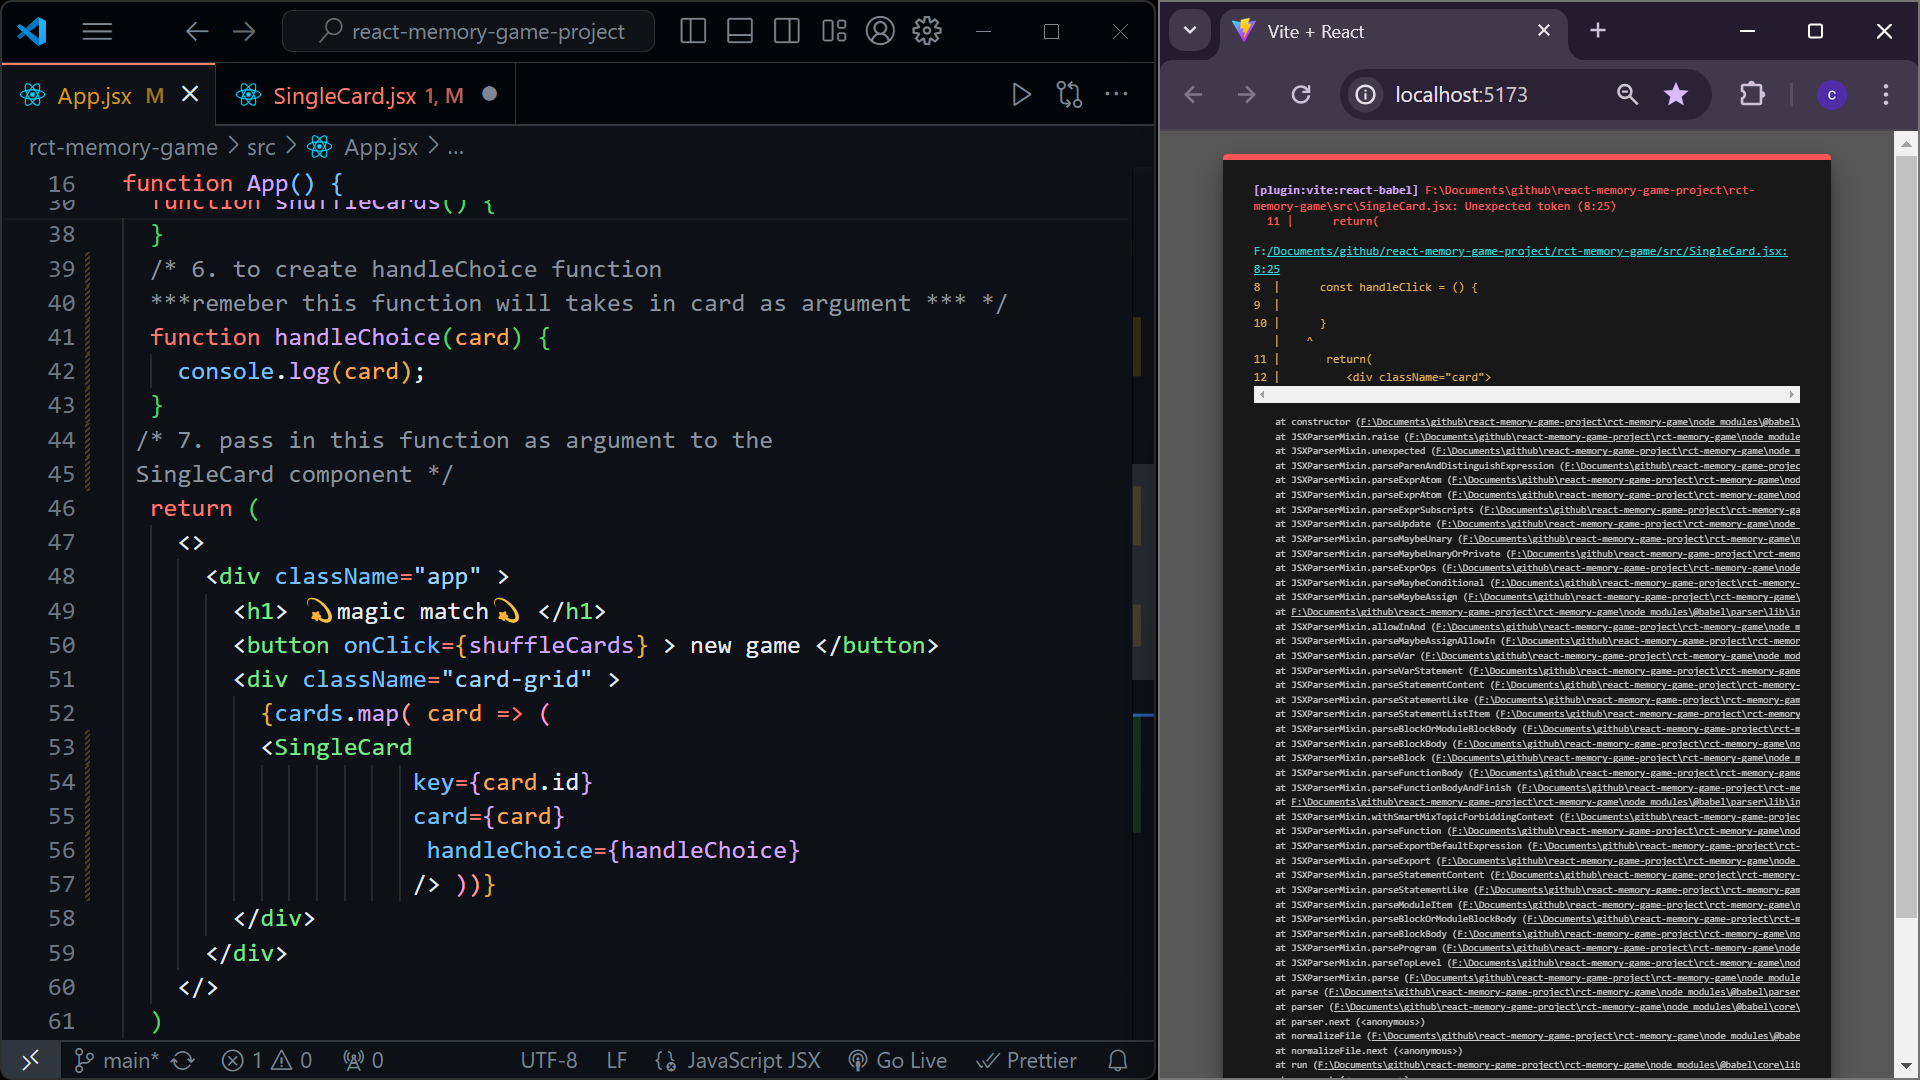 react-memory-game-project
App.jsx M
SingleCard.jsx 1, M
rct-memory-game > src > App.jsx > ...
16 function App() {
30 function shuffleCards() {
38 }
39 /* 6. to create handleChoice function
40 ***remeber this function will takes in card as argument *** */
41 function handleChoice(card) {
42 console.log(card);
43 }
44 /* 7. pass in this function as argument to the
45 SingleCard component */
46 return (
47 <>
48 <div className="app" >
49 <h1> 💫magic match💫 </h1>
50 <button onClick={shuffleCards} > new game </button>
51 <div className="card-grid" >
52 {cards.map( card => (
53 <SingleCard
54 key={card.id}
55 card={card}
56 handleChoice={handleChoice}
57 /> ))}
58 </div>
59 </div>
60 </>
61 )
main* 1 0 0 UTF-8 LF JavaScript JSX Go Live Prettier
Vite + React
localhost:5173
c
[plugin:vite:react-babel] F:\Documents\github\react-memory-game-project\rct-
memory-game\src\SingleCard.jsx: Unexpected token (8:25)
11 | return(
F:/Documents/github/react-memory-game-project/rct-memory-game/src/SingleCard.jsx:
8:25
8 | const handleClick = () {
9 |
10 | }
| ^
11 | return(
12 | <div className="card">
at constructor (F:\Documents\github\react-memory-game-project\rct-memory-game\node_modules\@babel\
at JSXParserMixin.raise (F:\Documents\github\react-memory-game-project\rct-memory-game\node_module
at JSXParserMixin.unexpected (F:\Documents\github\react-memory-game-project\rct-memory-game\node_m
at JSXParserMixin.parseParenAndDistinguishExpression (F:\Documents\github\react-memory-game-projec
at JSXParserMixin.parseExprAtom (F:\Documents\github\react-memory-game-project\rct-memory-game\nod
at JSXParserMixin.parseExprAtom (F:\Documents\github\react-memory-game-project\rct-memory-game\nod
at JSXParserMixin.parseExprSubscripts (F:\Documents\github\react-memory-game-project\rct-memory-ga
at JSXParserMixin.parseUpdate (F:\Documents\github\react-memory-game-project\rct-memory-game\node_
at JSXParserMixin.parseMaybeUnary (F:\Documents\github\react-memory-game-project\rct-memory-game\n
at JSXParserMixin.parseMaybeUnaryOrPrivate (F:\Documents\github\react-memory-game-project\rct-memo
at JSXParserMixin.parseExprOps (F:\Documents\github\react-memory-game-project\rct-memory-game\node
at JSXParserMixin.parseMaybeConditional (F:\Documents\github\react-memory-game-project\rct-memory-
at JSXParserMixin.parseMaybeAssign (F:\Documents\github\react-memory-game-project\rct-memory-game\
at F:\Documents\github\react-memory-game-project\rct-memory-game\node_modules\@babel\parser\lib\in
at JSXParserMixin.allowInAnd (F:\Documents\github\react-memory-game-project\rct-memory-game\node_m
at JSXParserMixin.parseMaybeAssignAllowIn (F:\Documents\github\react-memory-game-project\rct-memor
at JSXParserMixin.parseVar (F:\Documents\github\react-memory-game-project\rct-memory-game\node_mod
at JSXParserMixin.parseVarStatement (F:\Documents\github\react-memory-game-project\rct-memory-game
at JSXParserMixin.parseStatementContent (F:\Documents\github\react-memory-game-project\rct-memory-
at JSXParserMixin.parseStatementLike (F:\Documents\github\react-memory-game-project\rct-memory-gam
at JSXParserMixin.parseStatementListItem (F:\Documents\github\react-memory-game-project\rct-memory
at JSXParserMixin.parseBlockOrModuleBlockBody (F:\Documents\github\react-memory-game-project\rct-m
at JSXParserMixin.parseBlockBody (F:\Documents\github\react-memory-game-project\rct-memory-game\no
at JSXParserMixin.parseBlock (F:\Documents\github\react-memory-game-project\rct-memory-game\node_m
at JSXParserMixin.parseFunctionBody (F:\Documents\github\react-memory-game-project\rct-memory-game
at JSXParserMixin.parseFunctionBodyAndFinish (F:\Documents\github\react-memory-game-project\rct-me
at F:\Documents\github\react-memory-game-project\rct-memory-game\node_modules\@babel\parser\lib\in
at JSXParserMixin.withSmartMixTopicForbiddingContext (F:\Documents\github\react-memory-game-projec
at JSXParserMixin.parseFunction (F:\Documents\github\react-memory-game-project\rct-memory-game\nod
at JSXParserMixin.parseExportDefaultExpression (F:\Documents\github\react-memory-game-project\rct-
at JSXParserMixin.parseExport (F:\Documents\github\react-memory-game-project\rct-memory-game\node_
at JSXParserMixin.parseStatementContent (F:\Documents\github\react-memory-game-project\rct-memory-
at JSXParserMixin.parseStatementLike (F:\Documents\github\react-memory-game-project\rct-memory-gam
at JSXParserMixin.parseModuleItem (F:\Documents\github\react-memory-game-project\rct-memory-game\n
at JSXParserMixin.parseBlockOrModuleBlockBody (F:\Documents\github\react-memory-game-project\rct-m
at JSXParserMixin.parseBlockBody (F:\Documents\github\react-memory-game-project\rct-memory-game\no
at JSXParserMixin.parseProgram (F:\Documents\github\react-memory-game-project\rct-memory-game\node
at JSXParserMixin.parseTopLevel (F:\Documents\github\react-memory-game-project\rct-memory-game\nod
at JSXParserMixin.parse (F:\Documents\github\react-memory-game-project\rct-memory-game\node_module
at parse (F:\Documents\github\react-memory-game-project\rct-memory-game\node_modules\@babel\parser
at parser (F:\Documents\github\react-memory-game-project\rct-memory-game\node_modules\@babel\core\
at parser.next (<anonymous>)
at normalizeFile (F:\Documents\github\react-memory-game-project\rct-memory-game\node_modules\@babe
at normalizeFile.next (<anonymous>)
at run (F:\Documents\github\react-memory-game-project\rct-memory-game\node_modules\@babel\core\lib